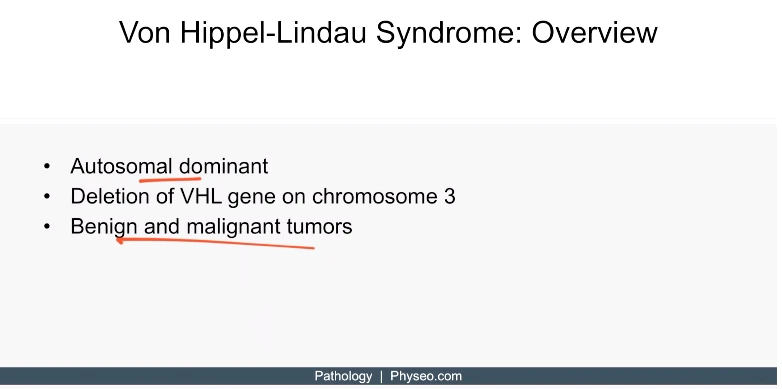 Von Hippel-Lindau Syndrome: Overview
• Autosomal dominant
• Deletion of VHL gene on chromosome 3
• Benign and malignant tumors
Pathology | Physeo.com